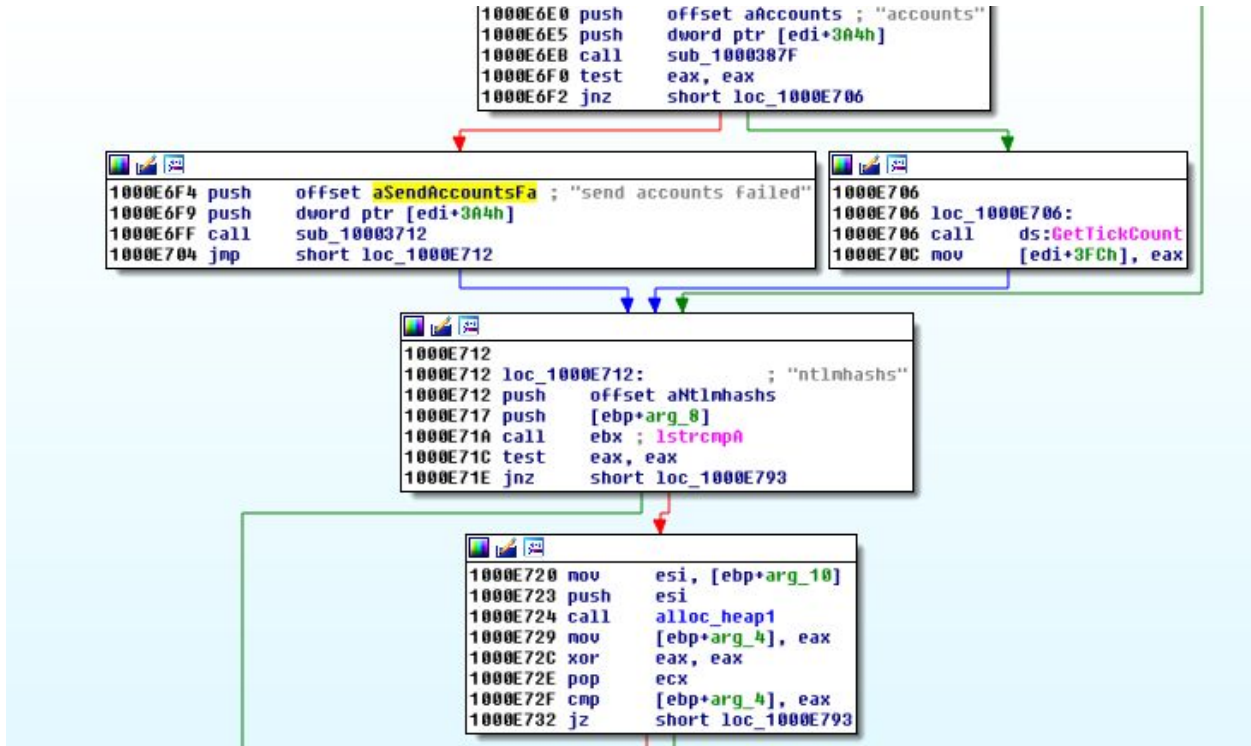 1000E6E0 push offset aAccounts ; "accounts"
1000E6E5 push dword ptr [edi+3A4h]
1000E6EB call sub_1000387F
1000E6F0 test eax, eax
1000E6F2 jnz short loc_1000E706
1000E6F4 push offset aSendAccountsFa ; "send accounts failed"
1000E6F9 push dword ptr [edi+3A4h]
1000E6FF call sub_10003712
1000E704 jmp short loc_1000E712
1000E706
1000E706 loc_1000E706:
1000E706 call ds:GetTickCount
1000E70C mov [edi+3FCh], eax
1000E712
1000E712 loc_1000E712: ; "ntlmhashs"
1000E712 push offset aNtlmhashs
1000E717 push [ebp+arg_8]
1000E71A call ebx ; lstrcmpA
1000E71C test eax, eax
1000E71E jnz short loc_1000E793
1000E720 mov esi, [ebp+arg_10]
1000E723 push esi
1000E724 call alloc_heap1
1000E729 mov [ebp+arg_4], eax
1000E72C xor eax, eax
1000E72E pop ecx
1000E72F cmp [ebp+arg_4], eax
1000E732 jz short loc_1000E793